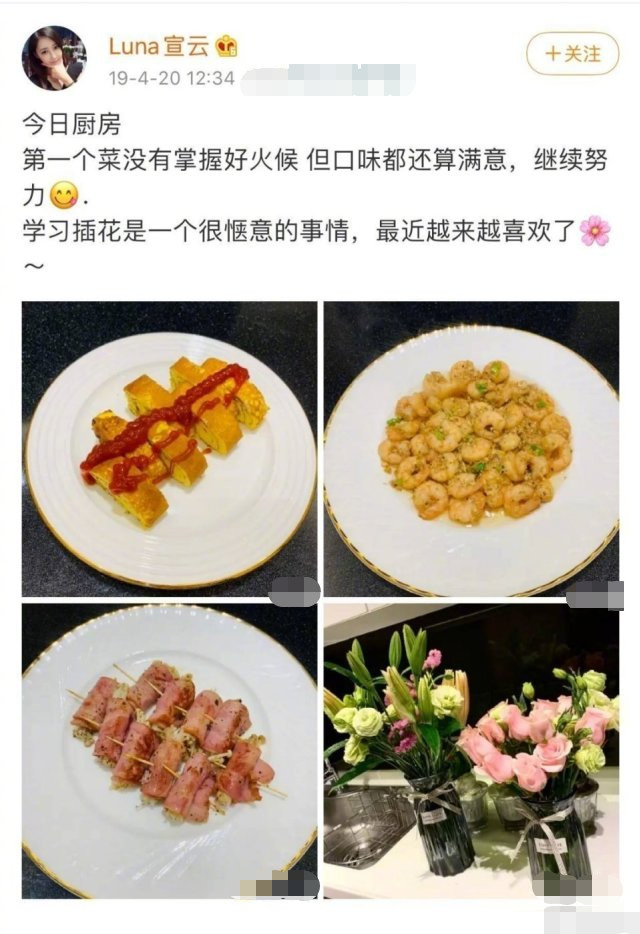 Luna宣云
19-4-20 12:34
+关注
今日厨房
第一个菜没有掌握好火候 但口味都还算满意，继续努
力😋.
学习插花是一个很惬意的事情，最近越来越喜欢了🌸
～